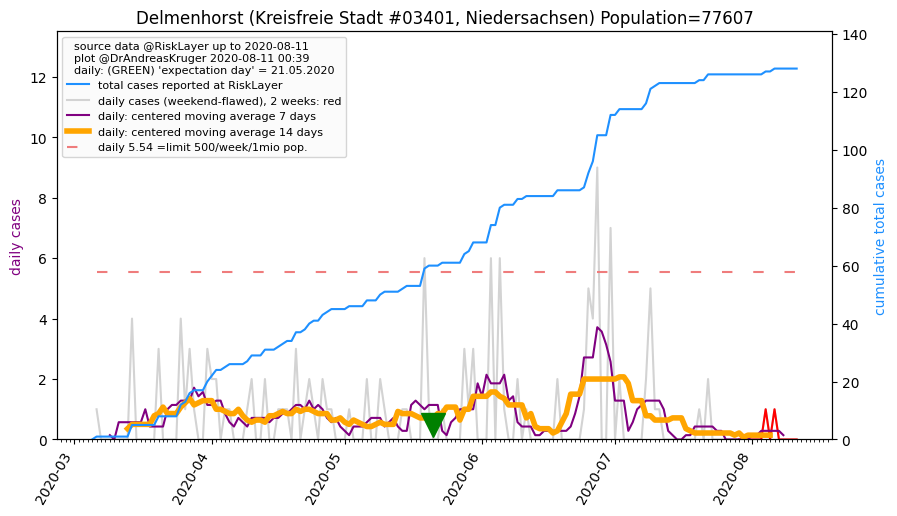 Delmenhorst (Kreisfreie Stadt #03401, Niedersachsen) Population=77607
source data @RiskLayer up to 2020-08-11
plot @DrAndreasKruger 2020-08-11 00:39
daily: (GREEN) 'expectation day' = 21.05.2020
total cases reported at RiskLayer
daily cases (weekend-flawed), 2 weeks: red
daily: centered moving average 7 days
daily: centered moving average 14 days
daily 5.54 =limit 500/week/1mio pop.
daily cases
12
10
8
6
4
2
0
140
120
100
80
60
40
20
0
cumulative total cases
2020-03
2020-04
2020-05
2020-06
2020-07
2020-08